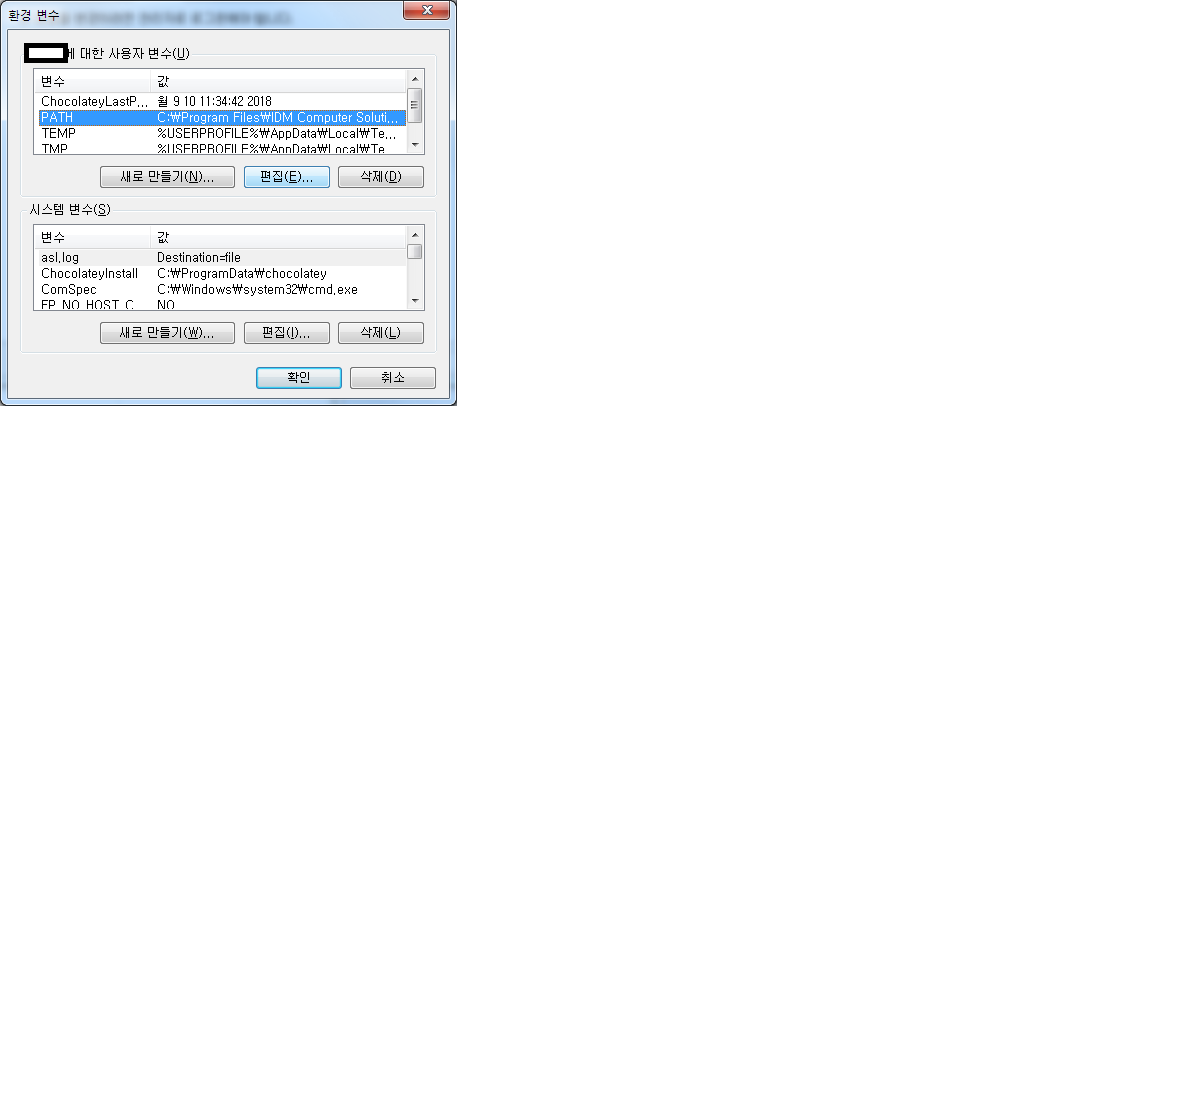 환경 변수
에 대한 사용자 변수(U)
변수 값
ChocolateyLastP... 월 9 10 11:34:42 2018
PATH C:₩Program Files₩IDM Computer Soluti...
TEMP %USERPROFILE%₩AppData₩Local₩Te...
TMP %USERPROFILE%₩AppData₩Local₩Te
새로 만들기(N)... 편집(E)... 삭제(D)
시스템 변수(S)
변수 값
asl.log Destination=file
ChocolateyInstall C:₩ProgramData₩chocolatey
ComSpec C:₩Windows₩system32₩cmd.exe
FP_NO_HOST_C NO
새로 만들기(W)... 편집(I)... 삭제(L)
확인 취소